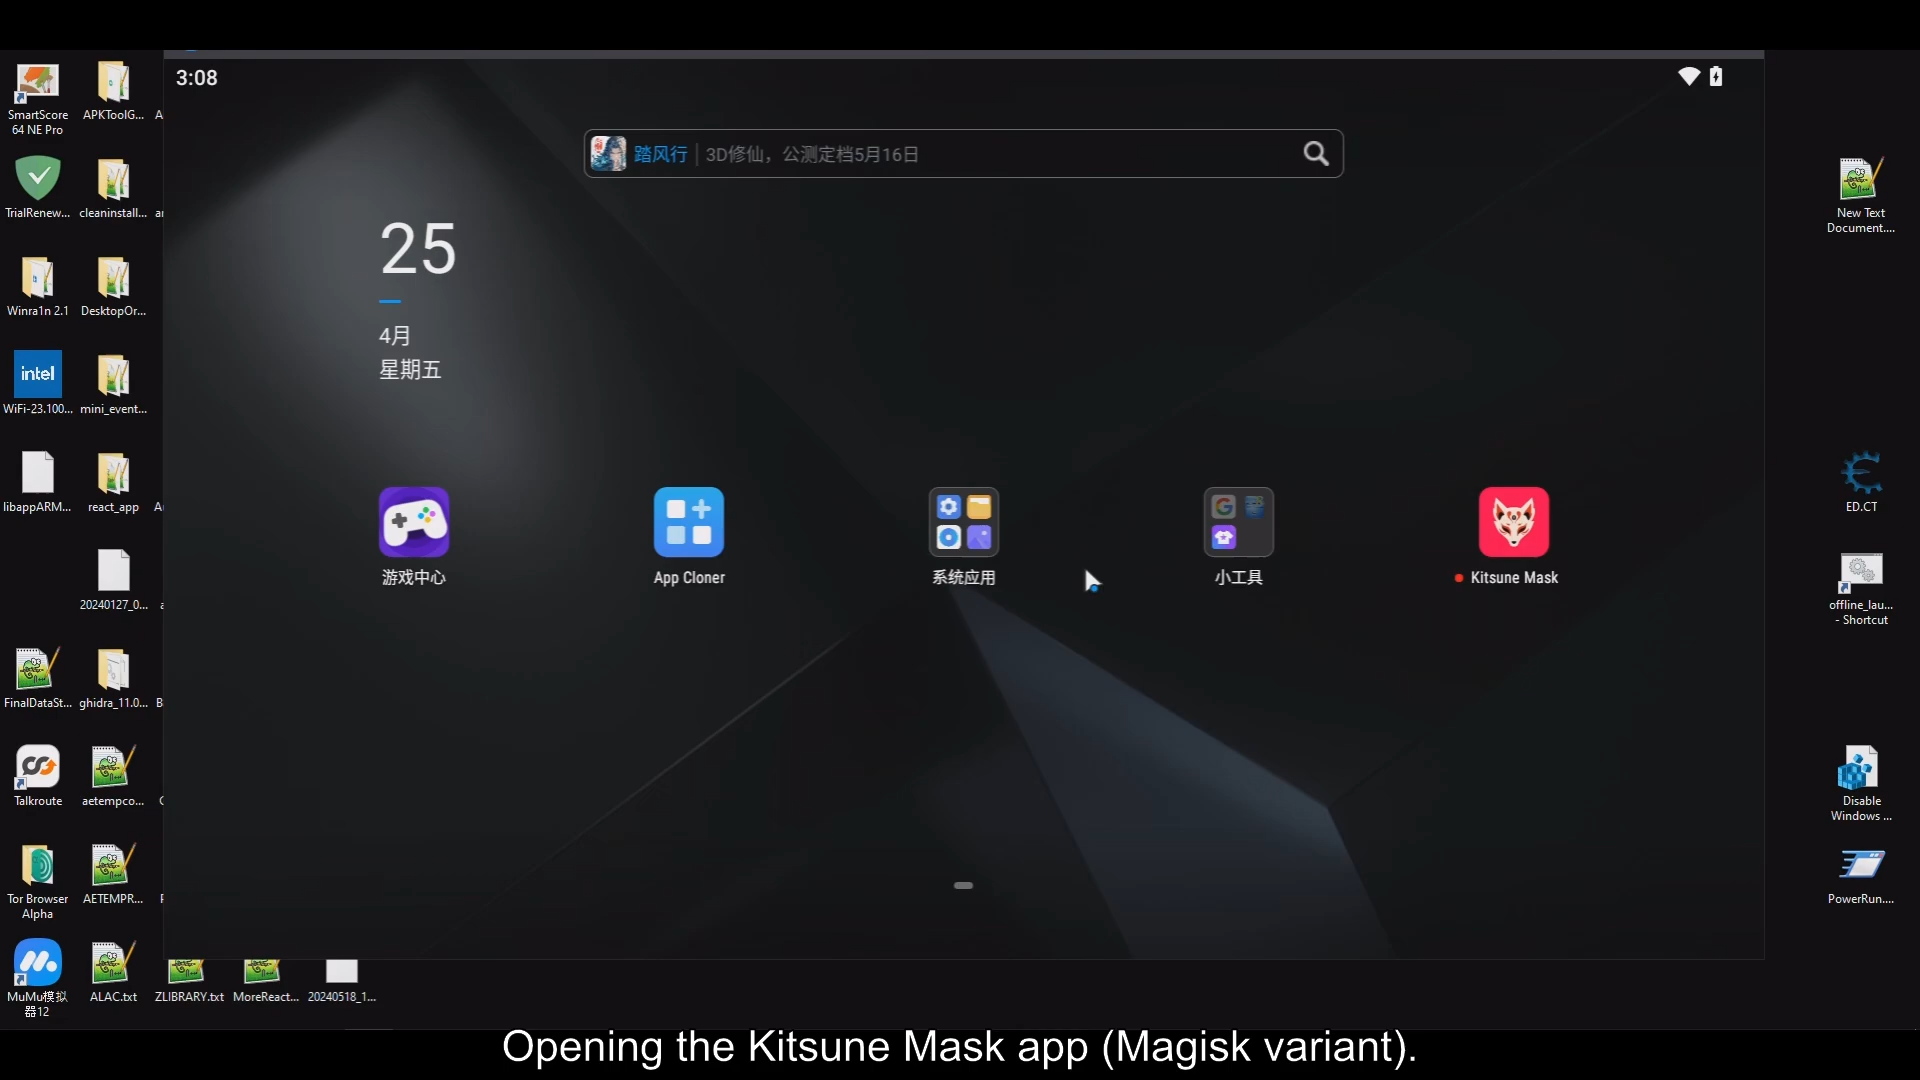 3:08
踏风行
3D修仙，公测定档5月16日
25
4月
星期五
游戏中心
App Cloner
系统应用
小工具
Kitsune Mask
SmartScore
64 NE Pro
APKToolG...
TrialRenew...
cleaninstall...
Winra1n 2.1
DesktopOr...
intel
WiFi-23.100...
mini_event...
libappARM...
react_app
20240127_0...
FinalDataSt...
ghidra_11.0...
Talkroute
aetempco...
Tor Browser
Alpha
AETEMPR...
MuMu模拟
器12
ALAC.txt
ZLIBRARY.txt
MoreReact...
20240518_1...
New Text
Document....
ED.CT
offline_lau...
- Shortcut
Disable
Windows ...
PowerRun....
Opening the Kitsune Mask app (Magisk variant).